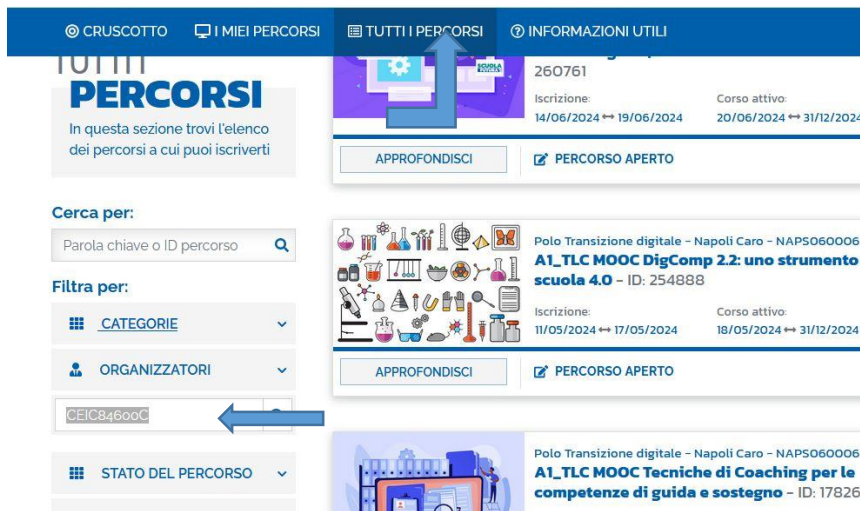 CRUSCOTTO
I MIEI PERCORSI
TUTTI I PERCORSI
INFORMAZIONI UTILI
TUTTI I
PERCORSI
In questa sezione trovi l'elenco
dei percorsi a cui puoi iscriverti
Cerca per:
Parola chiave o ID percorso
Filtra per:
CATEGORIE
ORGANIZZATORI
CEIC84600C
STATO DEL PERCORSO
SCUOLA
FUTURA
260761
Iscrizione:
14/06/2024 ↔ 19/06/2024
Corso attivo:
20/06/2024 ↔ 31/12/2024
APPROFONDISCI
PERCORSO APERTO
Polo Transizione digitale - Napoli Caro - NAPS060006
A1_TLC MOOC DigComp 2.2: uno strumento
scuola 4.0 - ID: 254888
Iscrizione:
11/05/2024 ↔ 17/05/2024
Corso attivo:
18/05/2024 ↔ 31/12/2024
APPROFONDISCI
PERCORSO APERTO
Polo Transizione digitale - Napoli Caro - NAPS060006
A1_TLC MOOC Tecniche di Coaching per le
competenze di guida e sostegno - ID: 17826